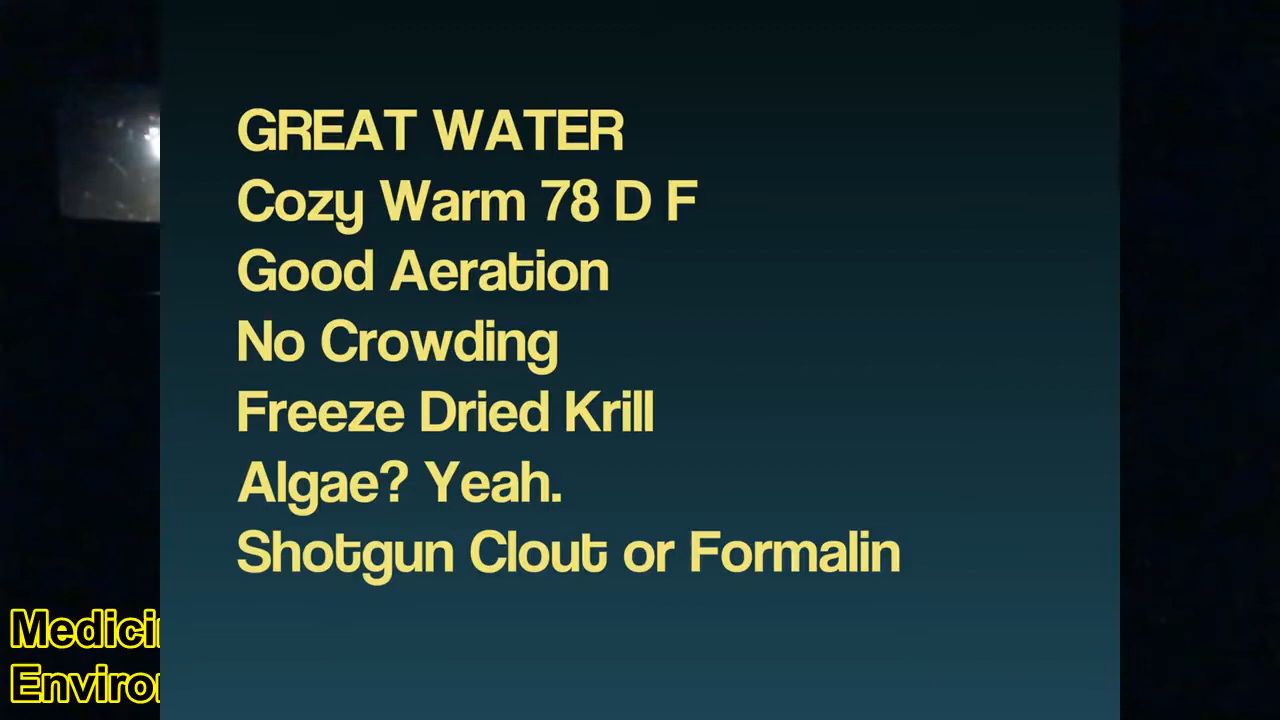 GREAT WATER
Cozy Warm 78 D F
Good Aeration
No Crowding
Freeze Dried Krill
Algae? Yeah.
Shotgun Clout or Formalin